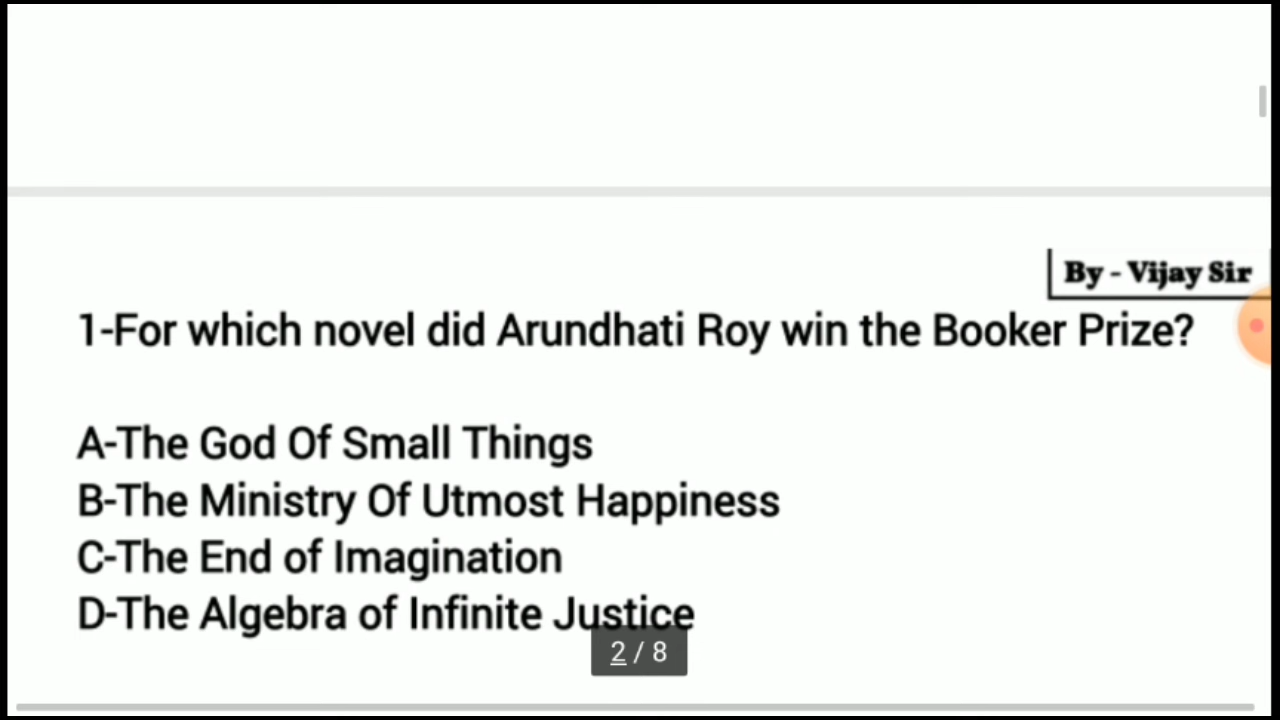 By - Vijay Sir
1-For which novel did Arundhati Roy win the Booker Prize?
A-The God Of Small Things
B-The Ministry Of Utmost Happiness
C-The End of Imagination
D-The Algebra of Infinite Justice
2 / 8